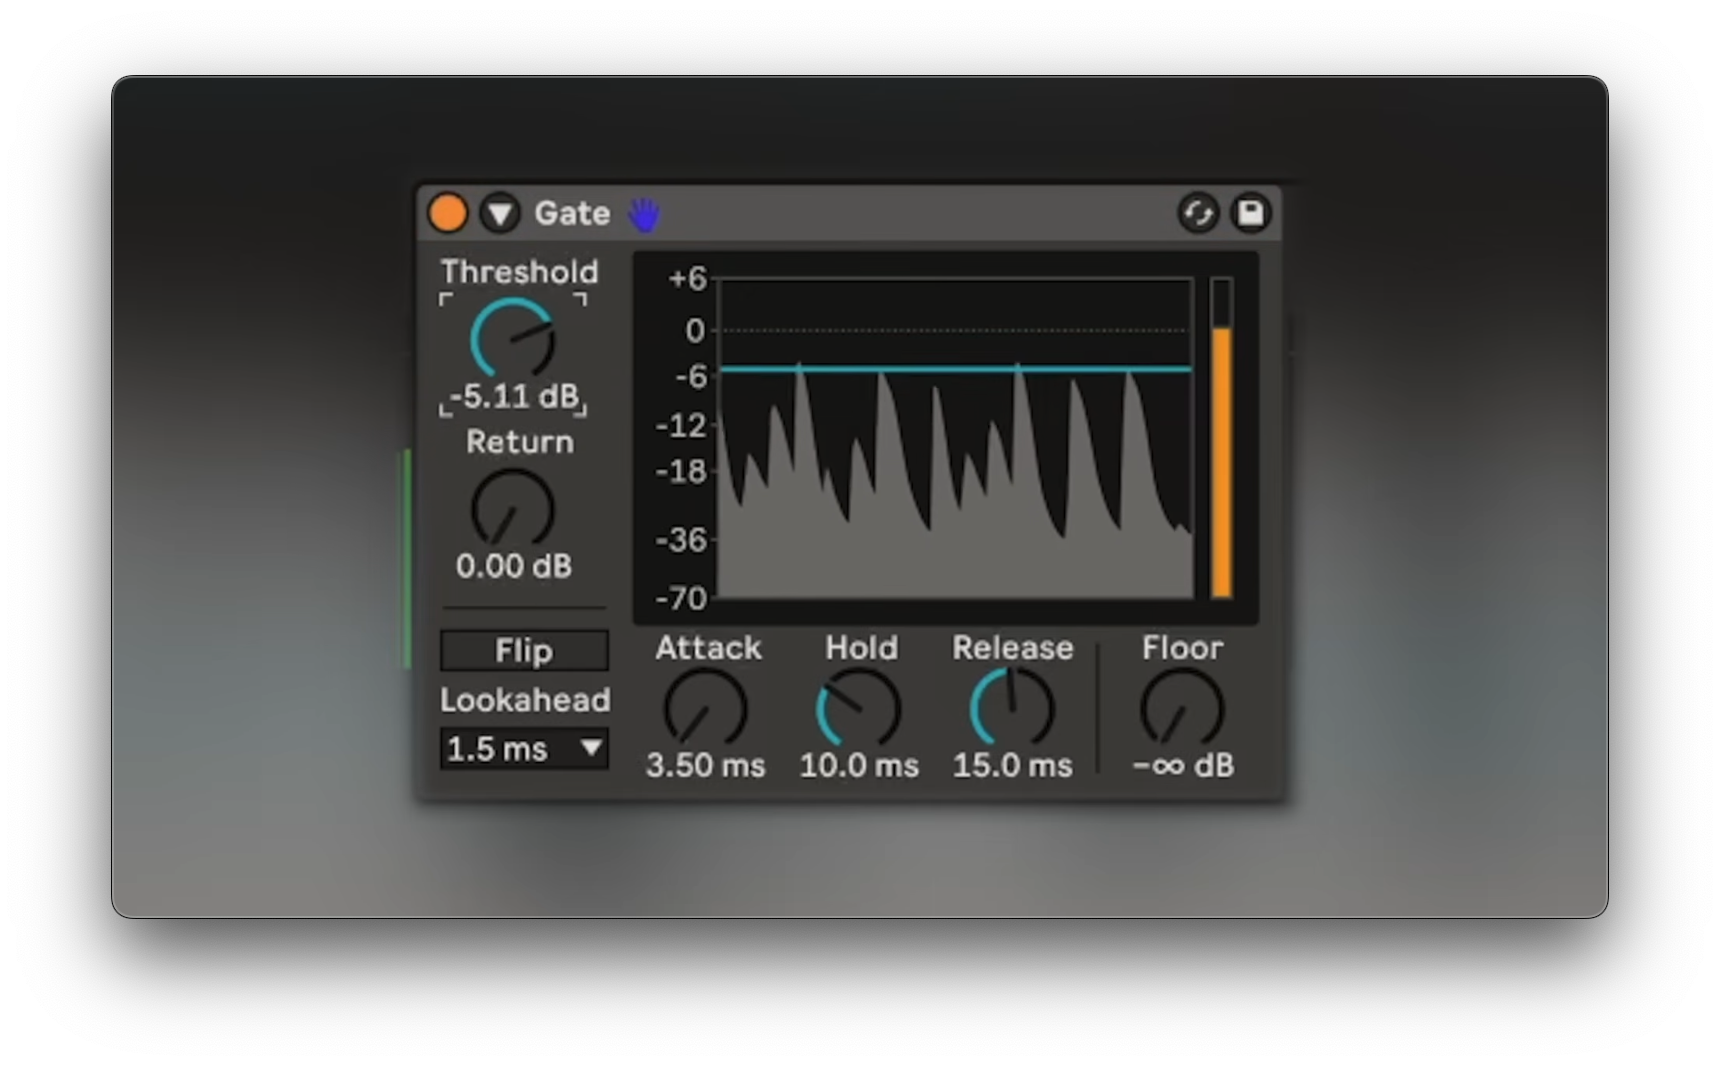 Gate
Threshold
-5.11 dB
Return
0.00 dB
Flip
Lookahead
1.5 ms
+6
0
-6
-12
-18
-36
-70
Attack
3.50 ms
Hold
10.0 ms
Release
15.0 ms
Floor
-∞ dB